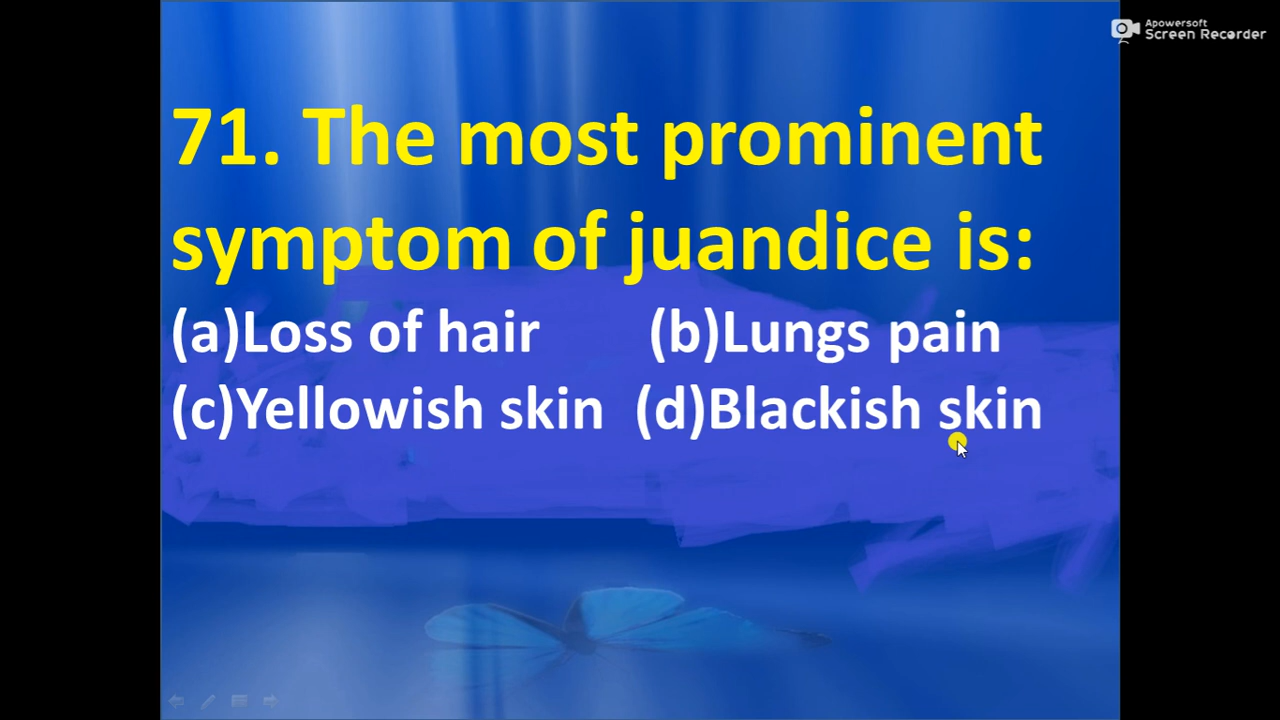 Apowersoft
Screen Recorder
71. The most prominent
symptom of juandice is:
(a)Loss of hair (b)Lungs pain
(c)Yellowish skin (d)Blackish skin